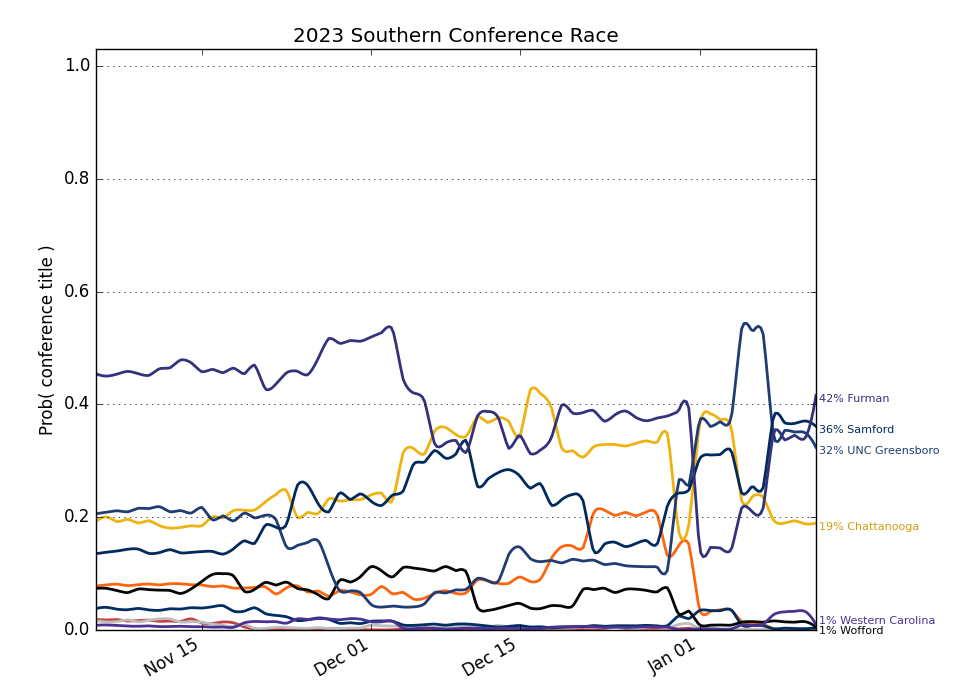 2023 Southern Conference Race
Prob( conference title )
1.0
0.8
0.6
0.4
0.2
0.0
Nov 15
Dec 01
Dec 15
Jan 01
42% Furman
36% Samford
32% UNC Greensboro
19% Chattanooga
1% Western Carolina
1% Wofford